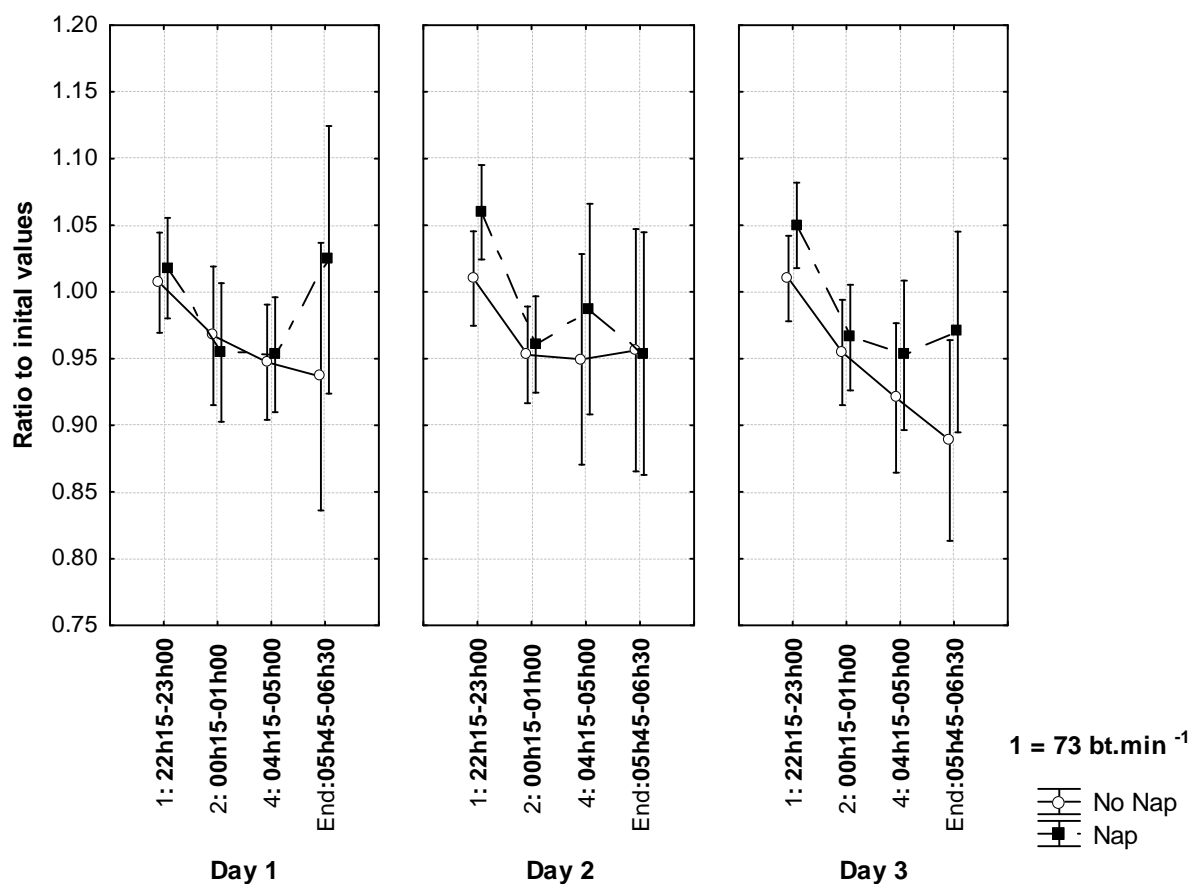 Ratio to inital values
1.20
1.15
1.10
1.05
1.00
0.95
0.90
0.85
0.80
0.75
1: 22h15-23h00
2: 00h15-01h00
4: 04h15-05h00
End:05h45-06h30
Day 1
1: 22h15-23h00
2: 00h15-01h00
4: 04h15-05h00
End:05h45-06h30
Day 2
1: 22h15-23h00
2: 00h15-01h00
4: 04h15-05h00
End:05h45-06h30
Day 3
1 = 73 bt.min -1
No Nap
Nap